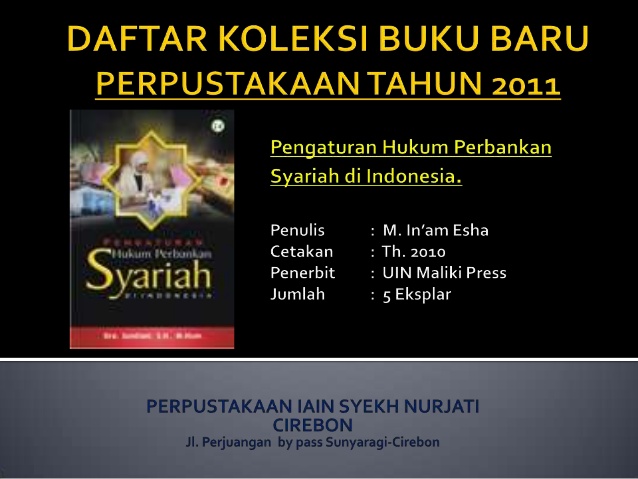 DAFTAR KOLEKSI BUKU BARU
PERPUSTAKAAN TAHUN 2011
Pengaturan Hukum Perbankan
Syariah di Indonesia.
Penulis : M. In'am Esha
Cetakan : Th. 2010
Penerbit : UIN Maliki Press
Jumlah : 5 Eksplar
PENGATURAN
Hukum Perbankan
Syariah
DI INDONESIA
PERPUSTAKAAN IAIN SYEKH NURJATI
CIREBON
Jl. Perjuangan by pass Sunyaragi-Cirebon